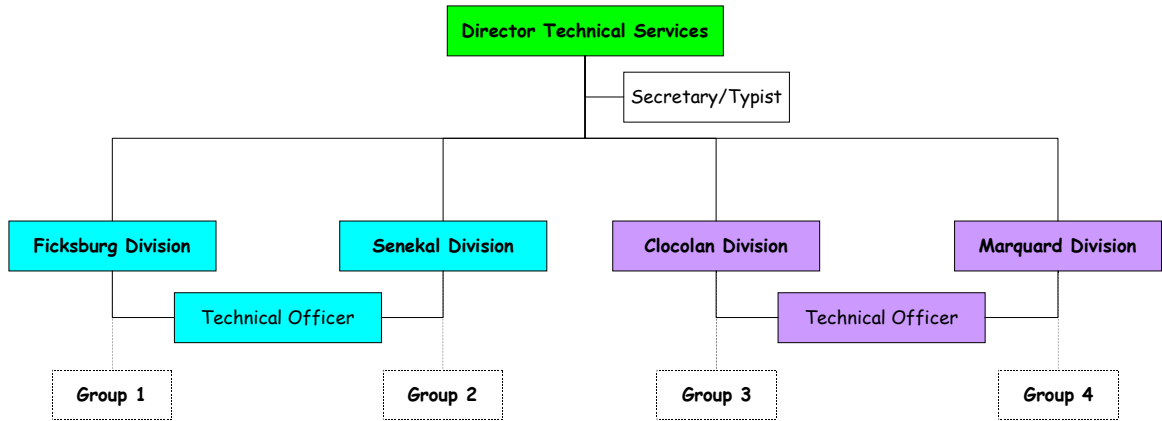 Director Technical Services
Secretary/Typist
Ficksburg Division
Senekal Division
Clocolan Division
Marquard Division
Technical Officer
Technical Officer
Group 1
Group 2
Group 3
Group 4